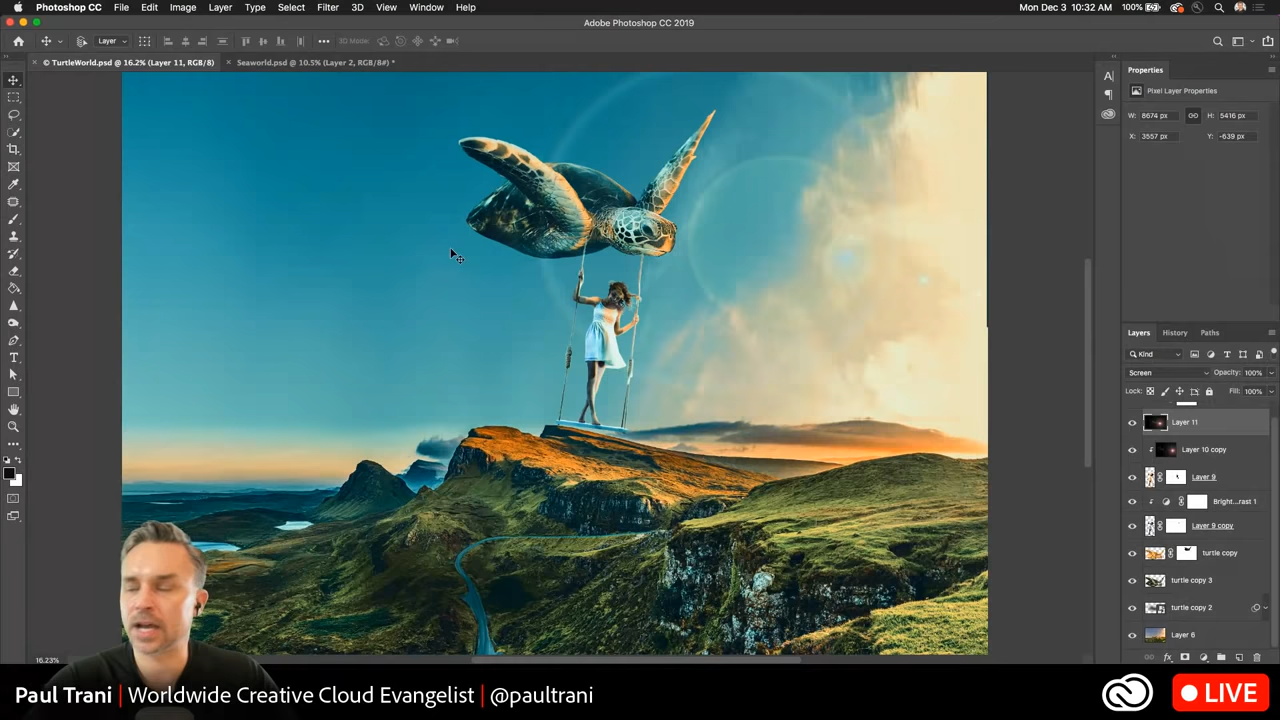 Photoshop CC File Edit Image Layer Type Select Filter 3D View Window Help Mon Dec 3 10:32 AM 100%
Adobe Photoshop CC 2019
Layer 3D Mode:
× © TurtleWorld.psd @ 16.2% (Layer 11, RGB/8) × Seaworld.psd @ 10.5% (Layer 2, RGB/8#) *
Properties
Pixel Layer Properties
W: 8674 px H: 5416 px
X: 3557 px Y: -639 px
Layers History Paths
Kind
Screen Opacity: 100%
Lock: Fill: 100%
Layer 11
Layer 10 copy
Layer 9
Bright...rast 1
Layer 9 copy
turtle copy
turtle copy 3
turtle copy 2
Layer 6
16.23%
fx
Paul Trani | Worldwide Creative Cloud Evangelist | @paultrani
LIVE